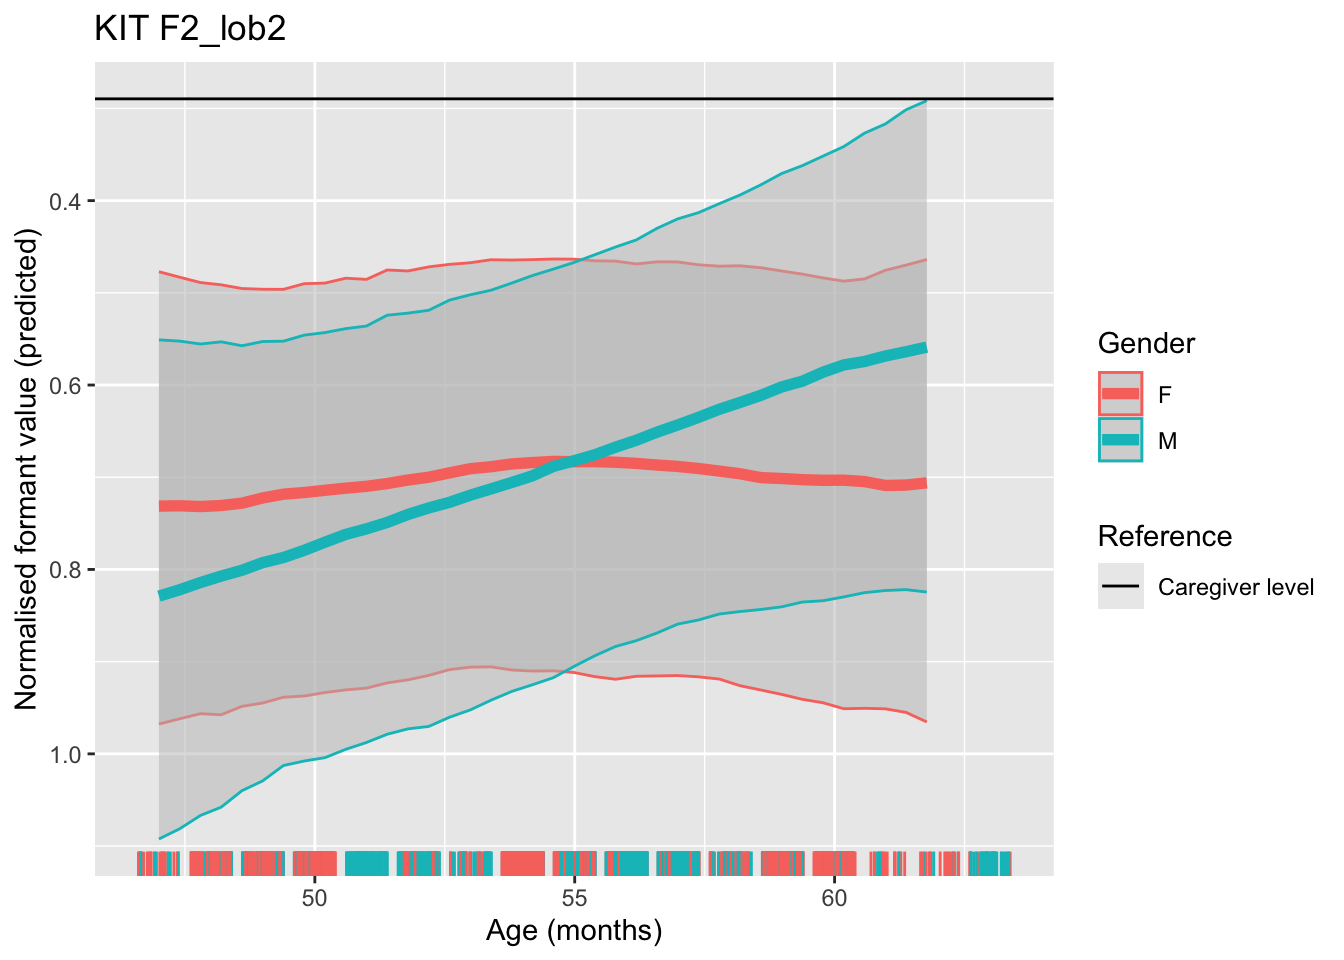 KIT F2_lob2
Normalised formant value (predicted)
0.4
0.6
0.8
1.0
50
55
60
Age (months)
Gender
F
M
Reference
Caregiver level